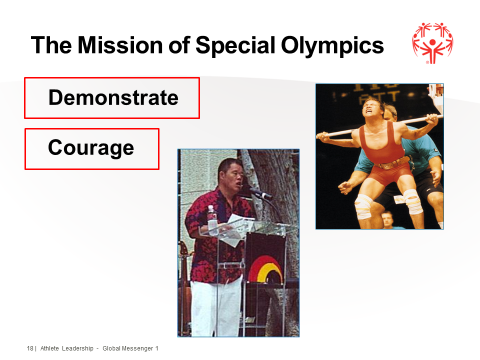 The Mission of Special Olympics
Demonstrate
Courage
18 | Athlete Leadership - Global Messenger 1